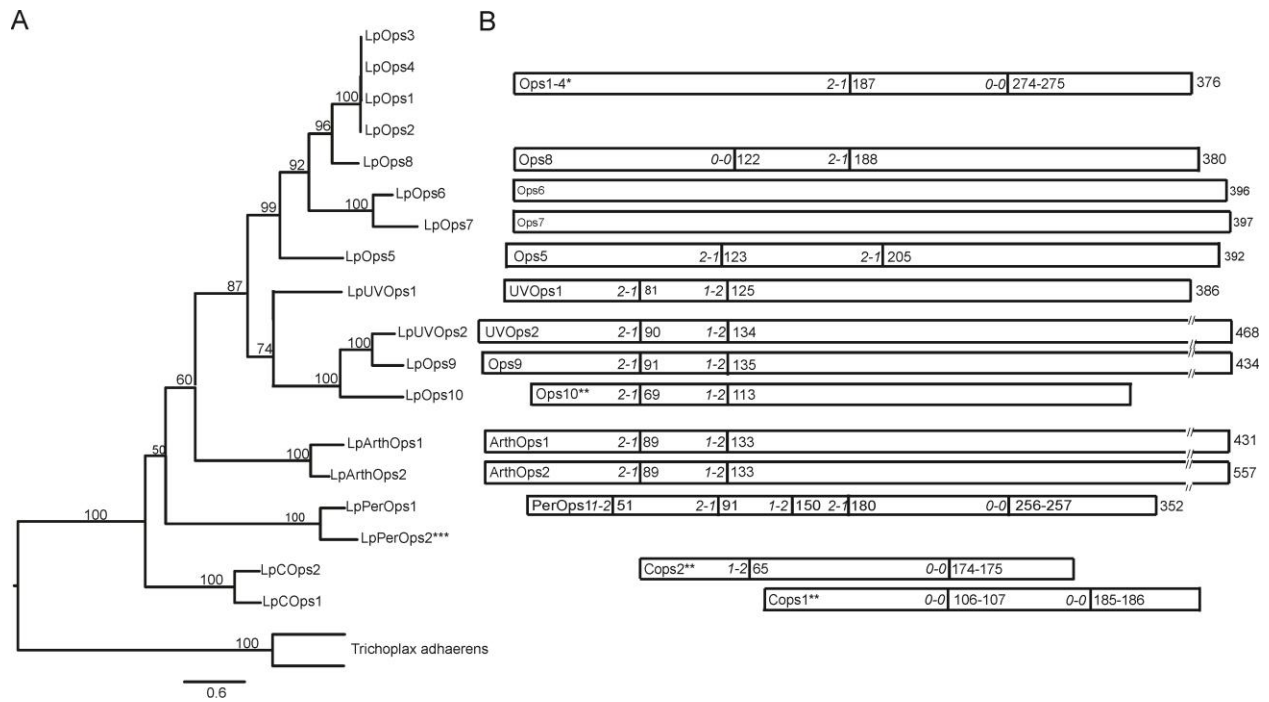 A
B
LpOps3
LpOps4
LpOps1
LpOps2
100
Ops1-4* 2-1 187 0-0 274-275 376
96
LpOps8
Ops8 0-0 122 2-1 188 380
92
LpOps6
Ops6 396
100
LpOps7
Ops7 397
99
LpOps5
Ops5 2-1 123 2-1 205 392
87
LpUVOps1
UVOps1 2-1 81 1-2 125 386
LpUVOps2
UVOps2 2-1 90 1-2 134 // 468
100
74
LpOps9
Ops9 2-1 91 1-2 135 // 434
100
60
LpOps10
Ops10** 2-1 69 1-2 113
LpArthOps1
ArthOps1 2-1 89 1-2 133 // 431
50
100
LpArthOps2
ArthOps2 2-1 89 1-2 133 // 557
LpPerOps1
PerOps1 1-2 51 2-1 91 1-2 150 2-1 180 0-0 256-257 352
100
100
LpPerOps2***
LpCOps2
Cops2** 1-2 65 0-0 174-175
100
LpCOps1
Cops1** 0-0 106-107 0-0 185-186
100
Trichoplax adhaerens
0.6